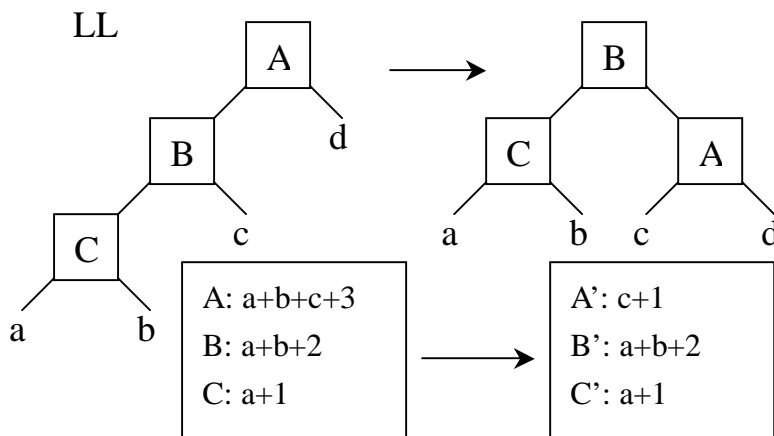 LL
A
B
B
d
C
A
C
c
a
b
c
d
a
b
A: a+b+c+3
B: a+b+2
C: a+1
A’: c+1
B’: a+b+2
C’: a+1